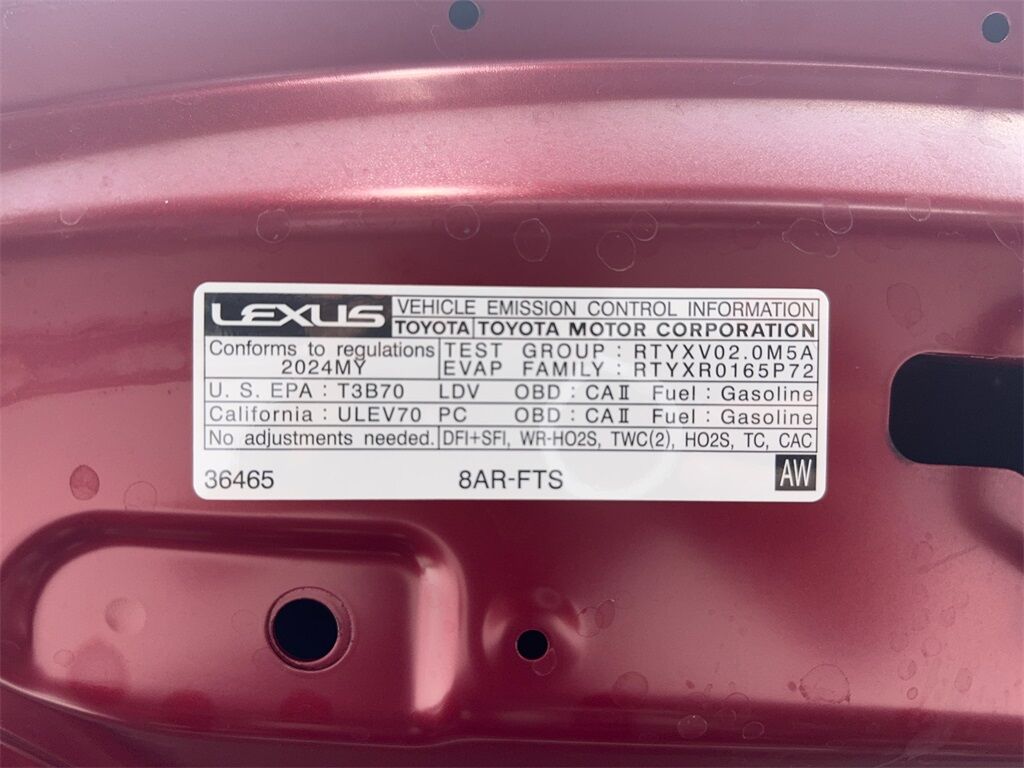 LEXUS VEHICLE EMISSION CONTROL INFORMATION
TOYOTA TOYOTA MOTOR CORPORATION
Conforms to regulations 2024MY
TEST GROUP : RTYXV02.0M5A
EVAP FAMILY : RTYXR0165P72
U. S. EPA : T3B70 LDV OBD : CAⅡ Fuel : Gasoline
California : ULEV70 PC OBD : CAⅡ Fuel : Gasoline
No adjustments needed. DFI+SFI, WR-HO2S, TWC(2), HO2S, TC, CAC
36465 8AR-FTS AW